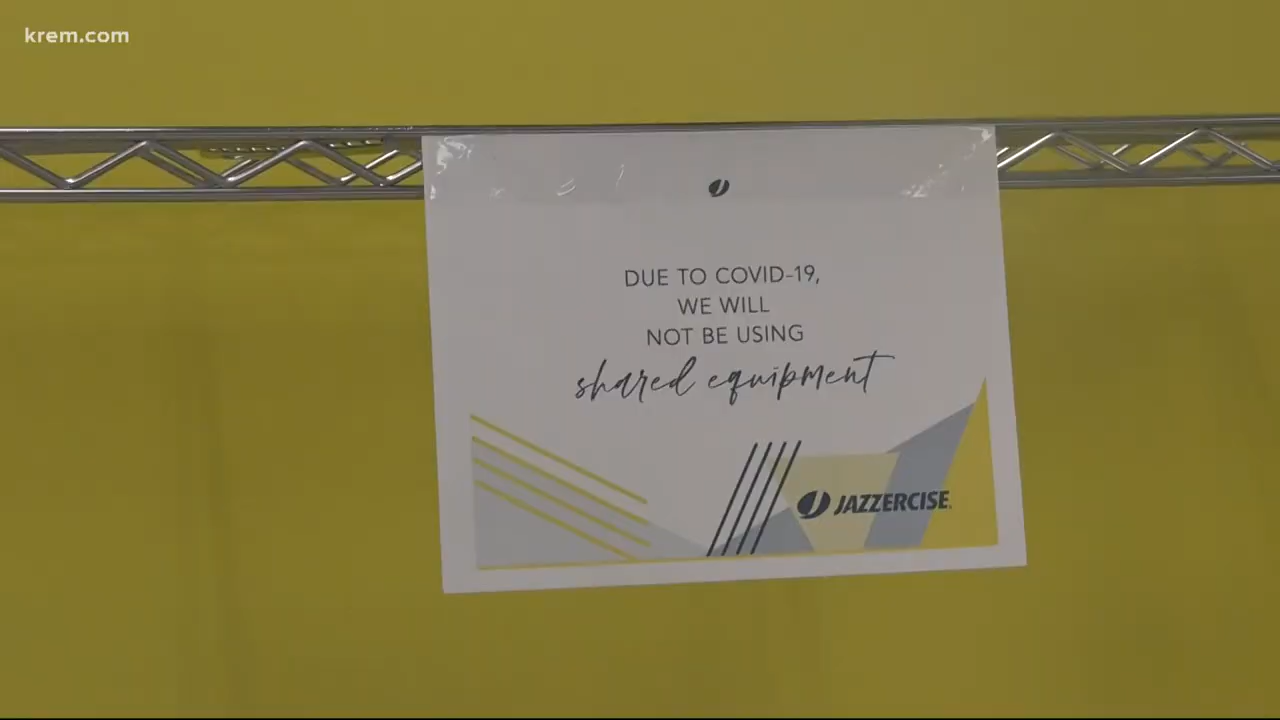 krem.com
DUE TO COVID-19,
WE WILL
NOT BE USING
shared equipment
JAZZERCISE